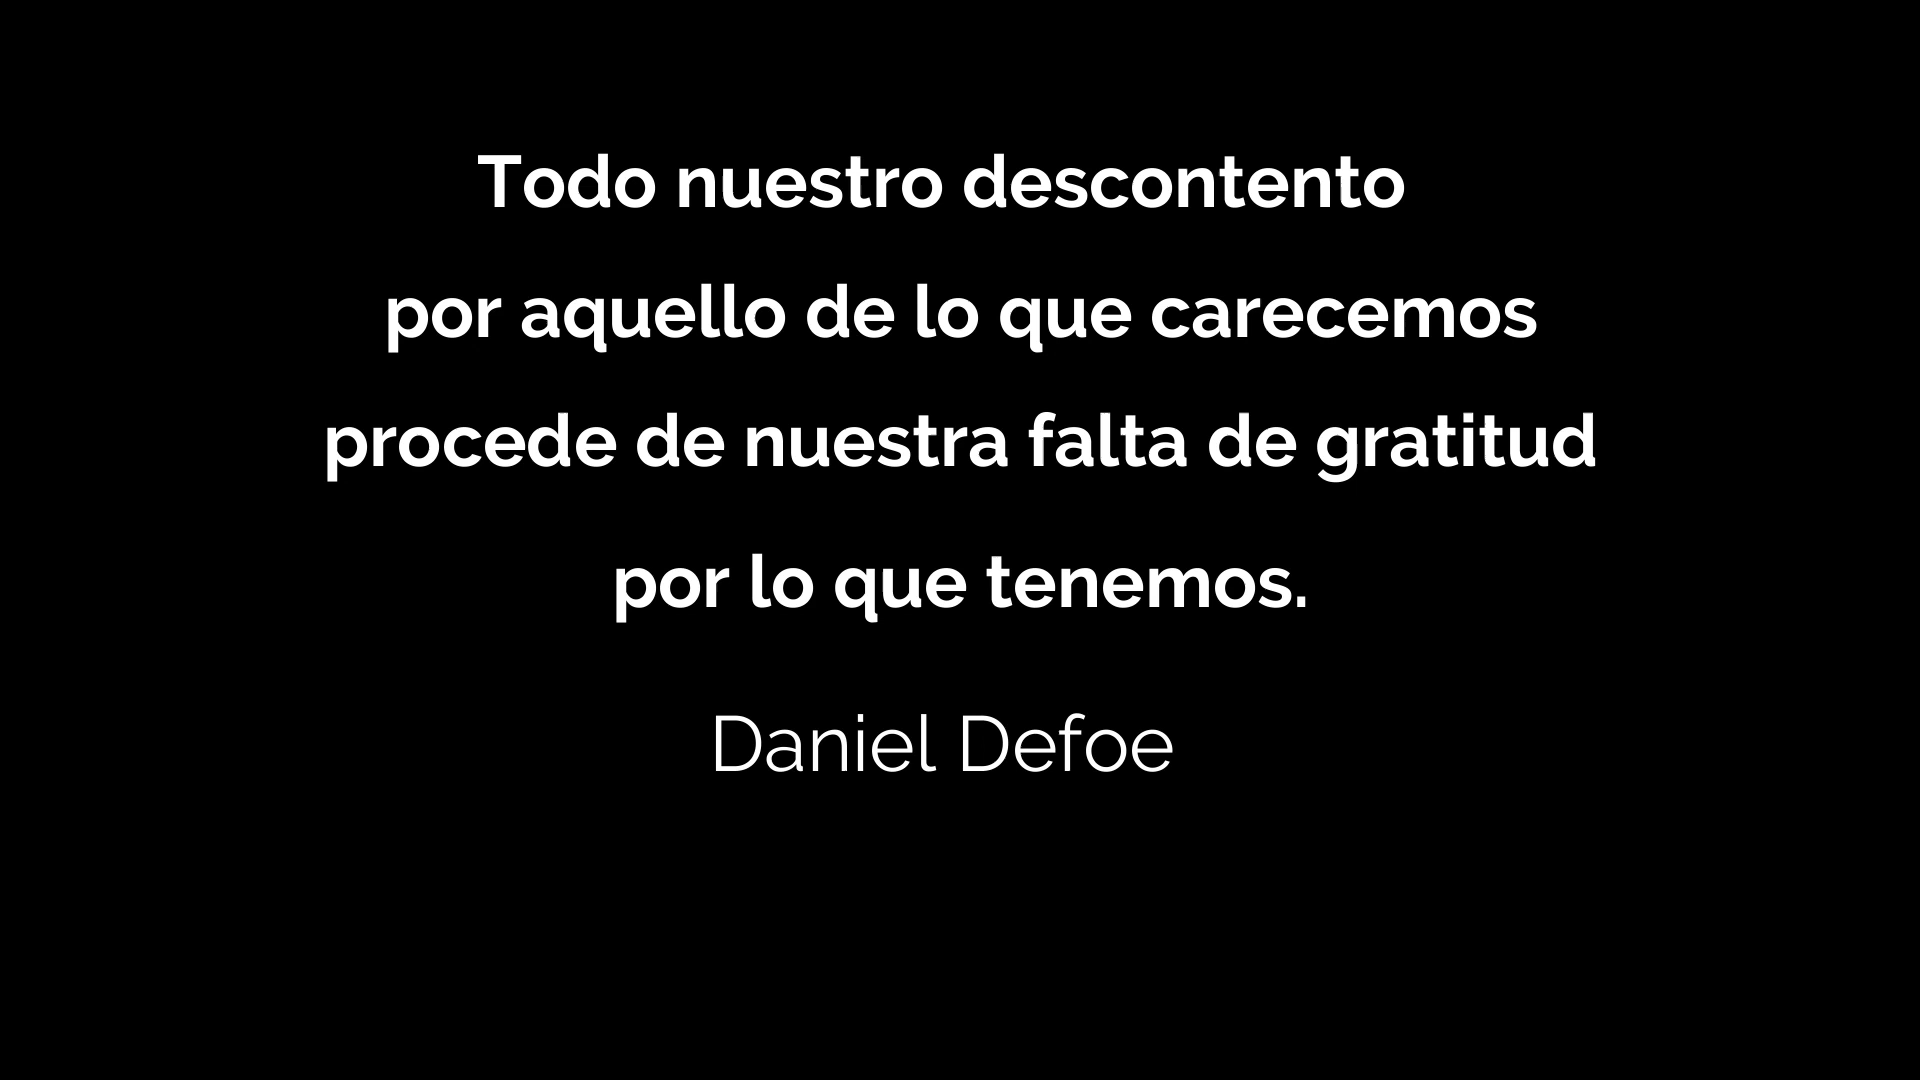 Todo nuestro descontento
por aquello de lo que carecemos
procede de nuestra falta de gratitud
por lo que tenemos.
Daniel Defoe